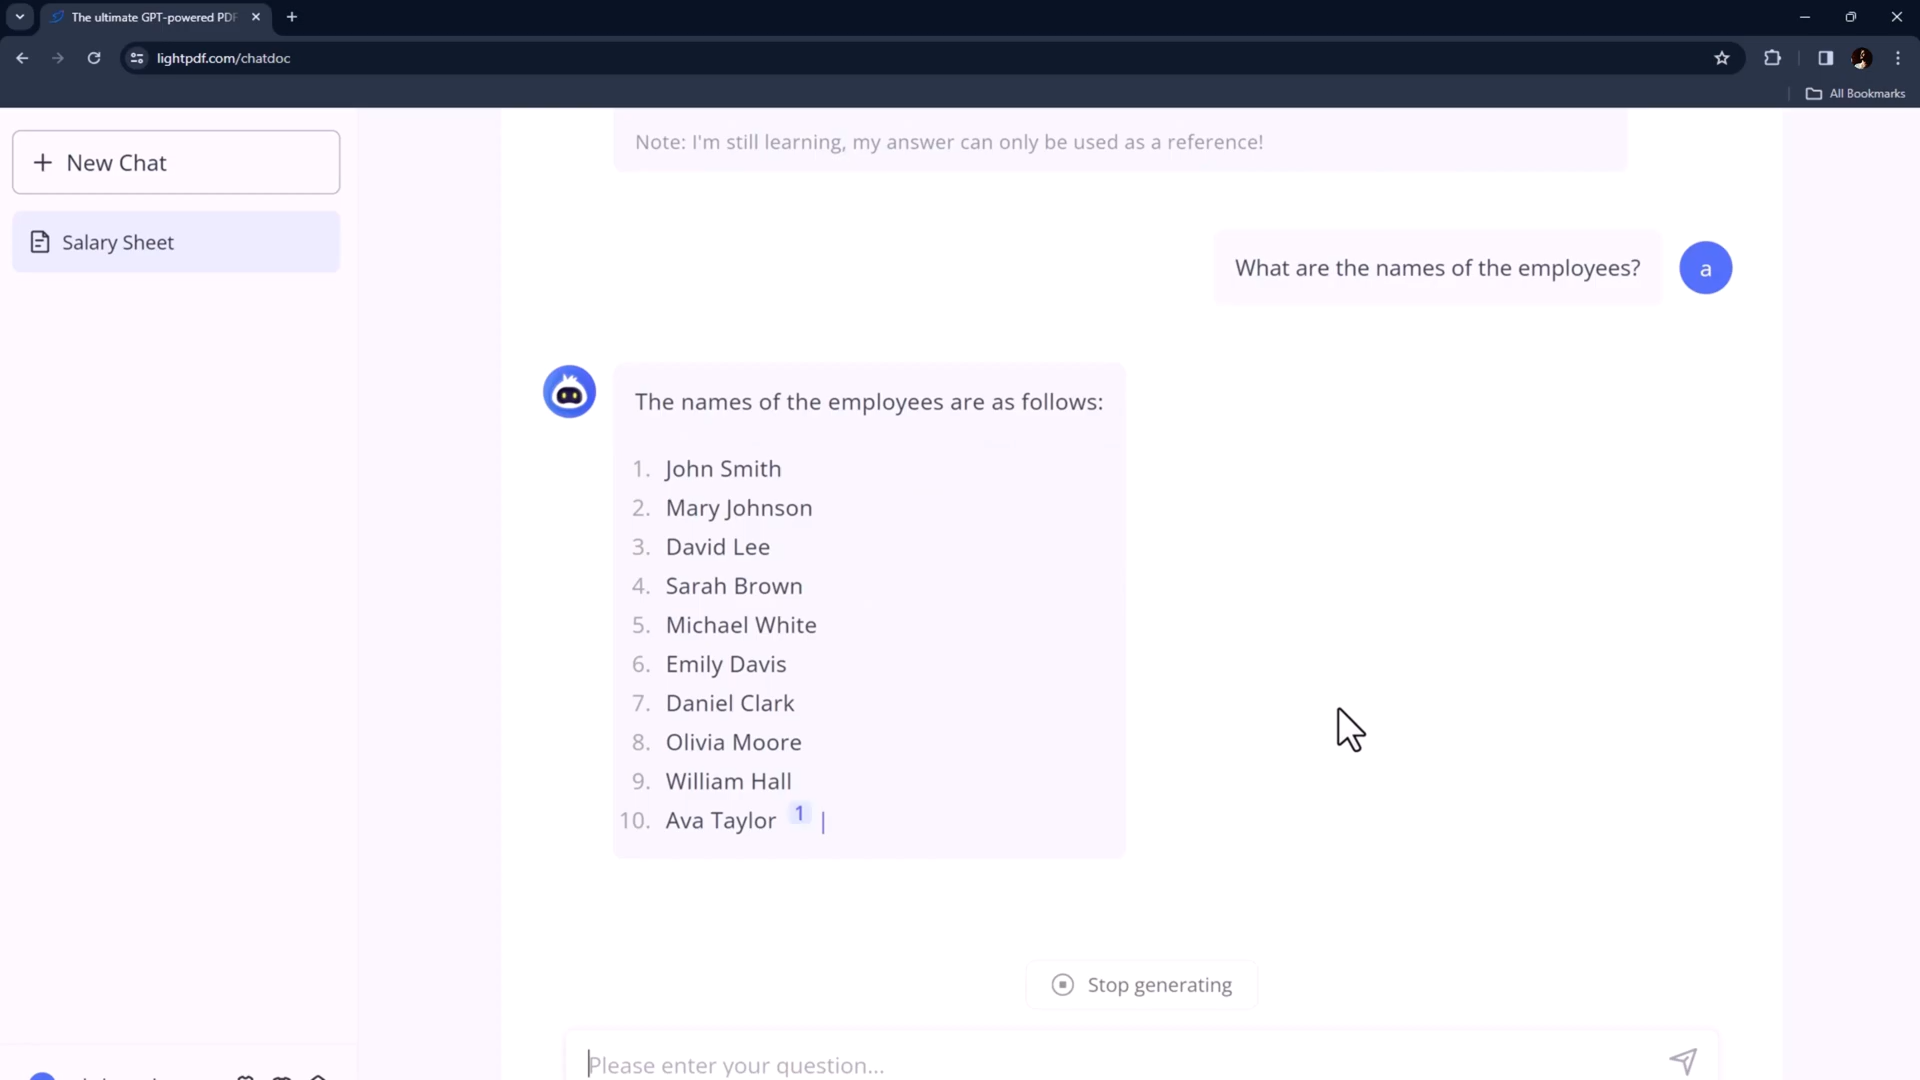 The ultimate GPT-powered PDF
lightpdf.com/chatdoc
All Bookmarks
New Chat
Salary Sheet
Note: I'm still learning, my answer can only be used as a reference!
What are the names of the employees?
a
The names of the employees are as follows:
1. John Smith
2. Mary Johnson
3. David Lee
4. Sarah Brown
5. Michael White
6. Emily Davis
7. Daniel Clark
8. Olivia Moore
9. William Hall
10. Ava Taylor 1
Stop generating
Please enter your question...